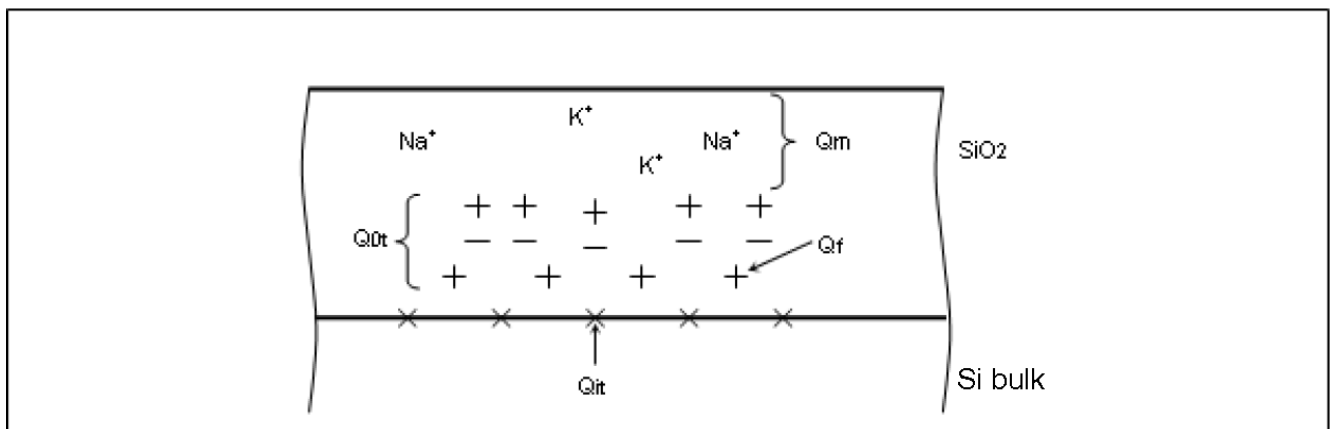 K⁺
Na⁺ Na⁺ Qm SiO₂
K⁺
+ + + + +
Q0t
− − − − − Qf
+ + + +
× × × × ×
Qit
Si bulk